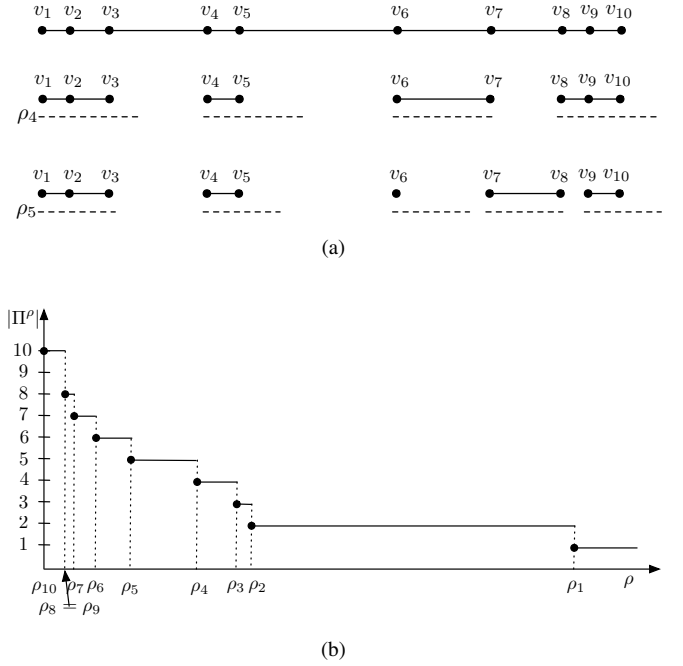 v₁ v₂ v₃ v₄ v₅ v₆ v₇ v₈ v₉ v₁₀
v₁ v₂ v₃ v₄ v₅ v₆ v₇ v₈ v₉ v₁₀
ρ₄
v₁ v₂ v₃ v₄ v₅ v₆ v₇ v₈ v₉ v₁₀
ρ₅
(a)
|Π^ρ|
10
9
8
7
6
5
4
3
2
1
ρ₁₀ ρ₇ ρ₆ ρ₅ ρ₄ ρ₃ ρ₂ ρ₁ ρ
ρ₈ = ρ₉
(b)